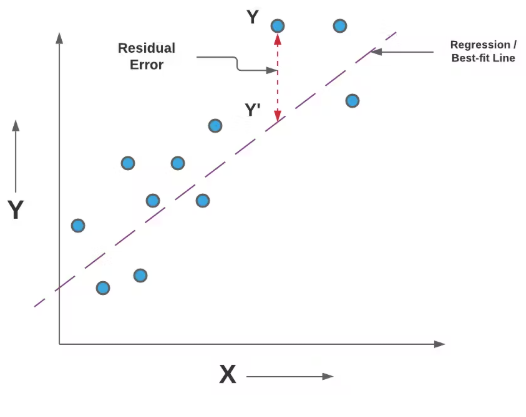 Y
Residual
Error
Regression /
Best-fit Line
Y'
Y
X